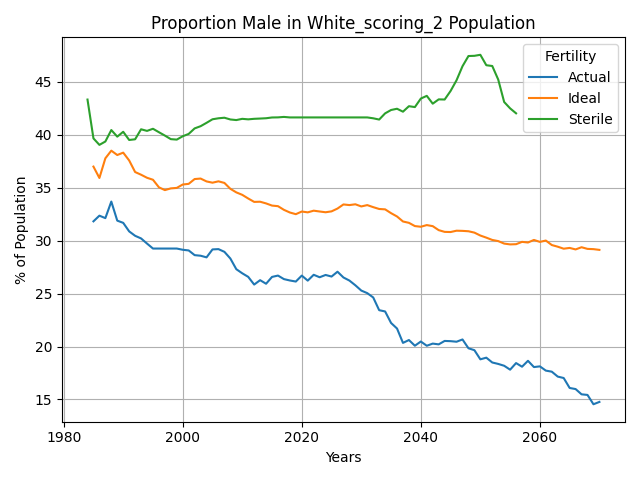 Proportion Male in White_scoring_2 Population
Fertility
Actual
Ideal
Sterile
% of Population
45
40
35
30
25
20
15
1980
2000
2020
2040
2060
Years